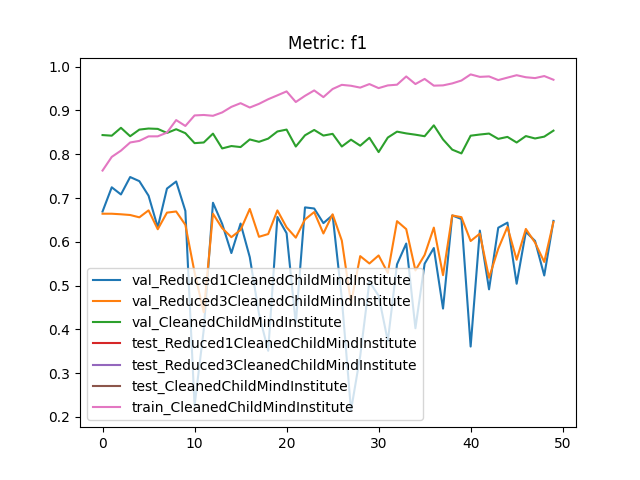 Metric: f1
1.0
0.9
0.8
0.7
0.6
0.5
0.4
0.3
0.2
val_Reduced1CleanedChildMindInstitute
val_Reduced3CleanedChildMindInstitute
val_CleanedChildMindInstitute
test_Reduced1CleanedChildMindInstitute
test_Reduced3CleanedChildMindInstitute
test_CleanedChildMindInstitute
train_CleanedChildMindInstitute
0 10 20 30 40 50